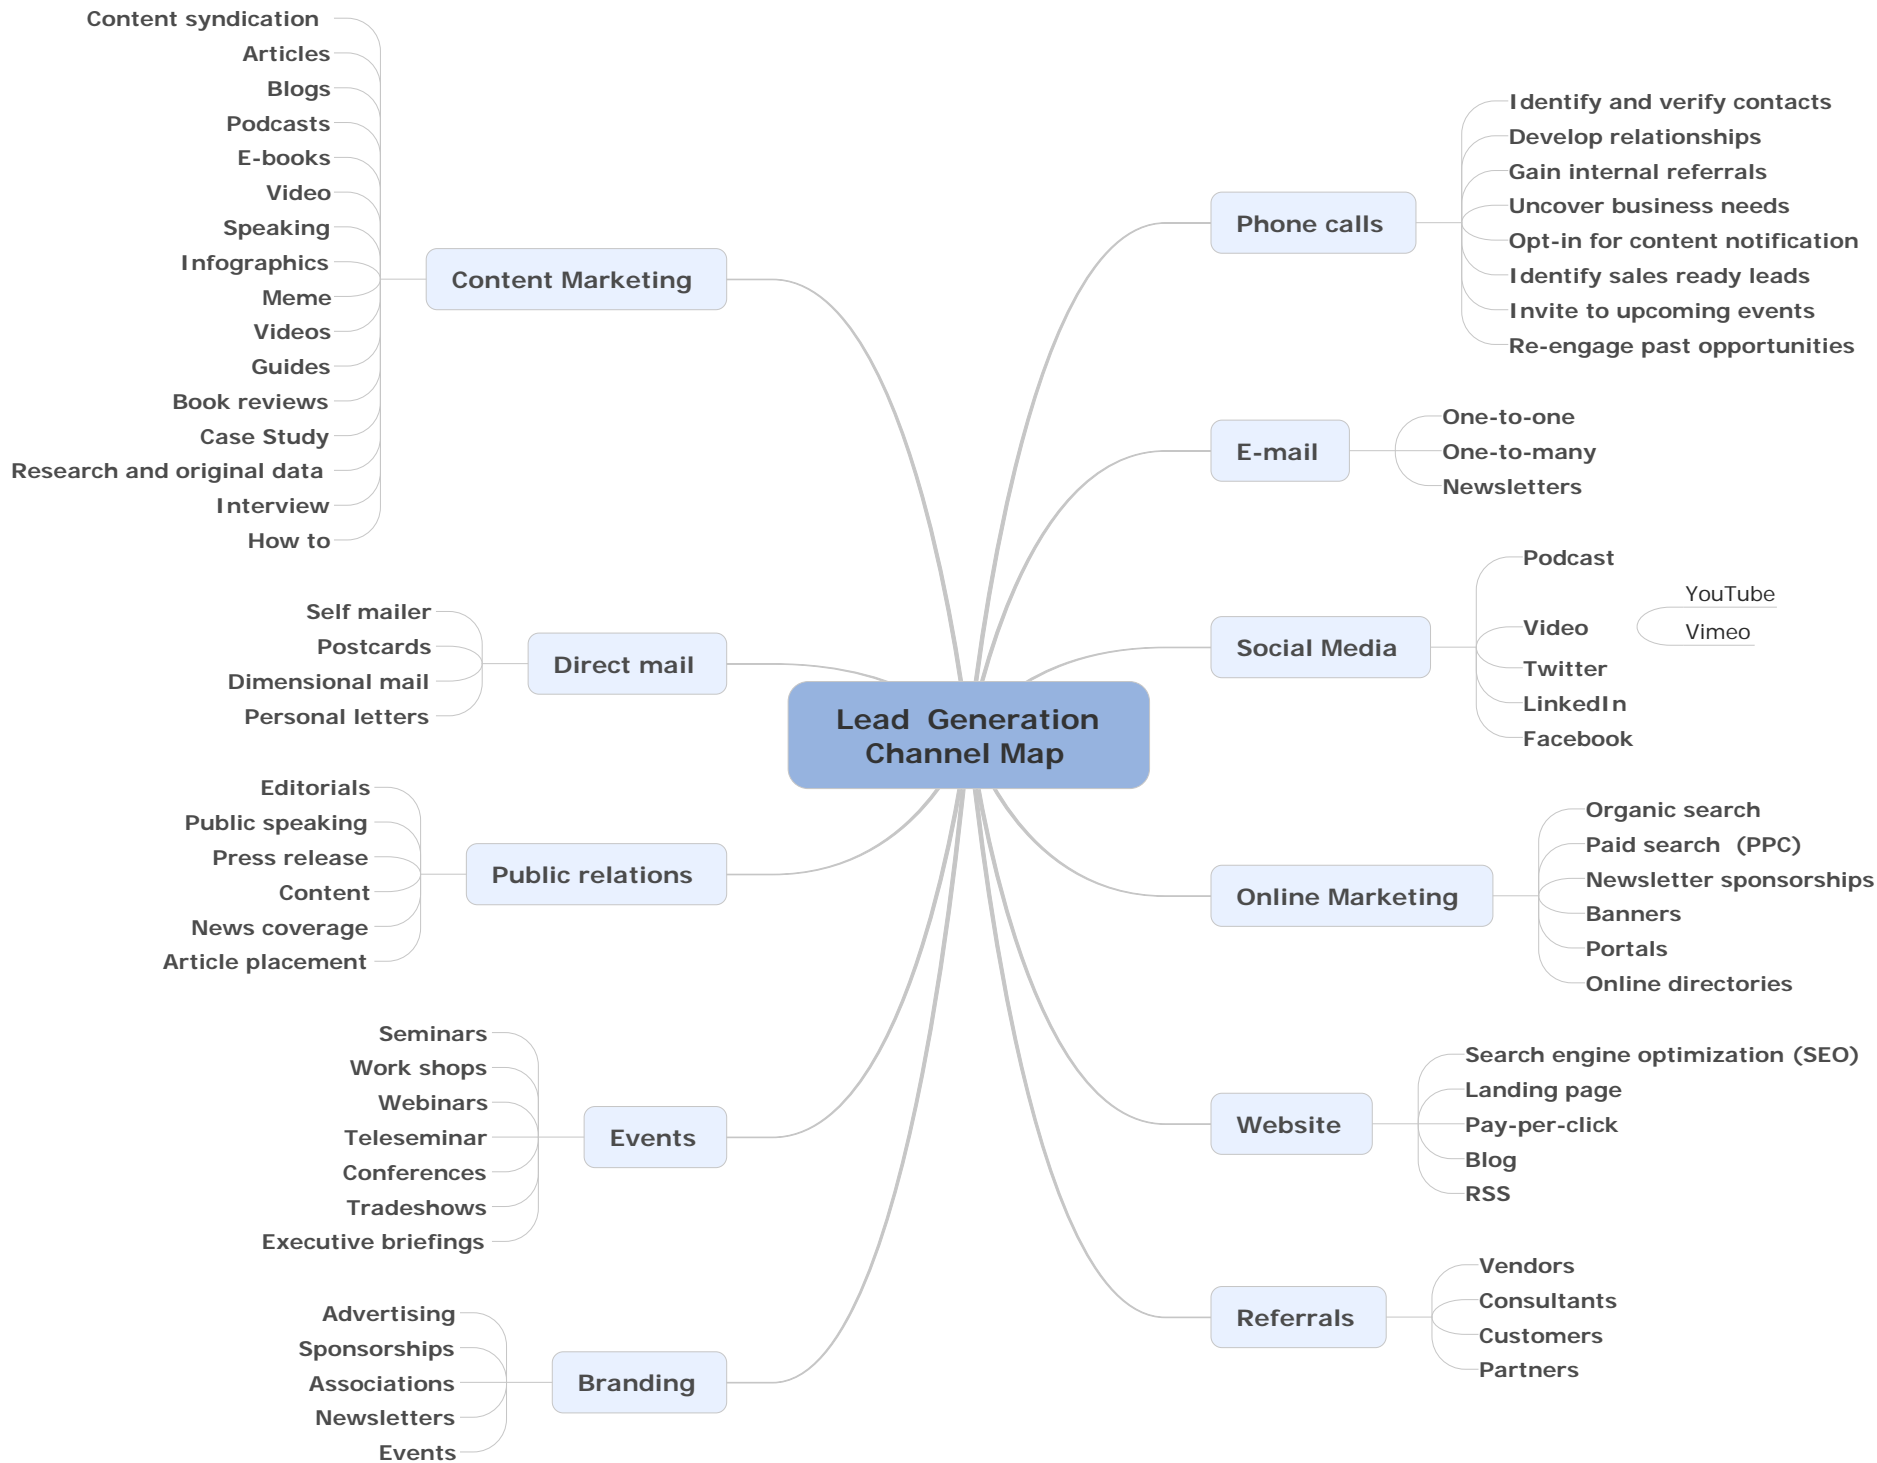 Lead  Generation
Channel Map
Content Marketing
Content syndication
Articles
Blogs
Podcasts
E-books
Video
Speaking
Infographics
Meme
Videos
Guides
Book reviews
Case Study
Research and original data
Interview
How to
Direct mail
Self mailer
Postcards
Dimensional mail
Personal letters
Public relations
Editorials
Public speaking
Press release
Content
News coverage
Article placement
Events
Seminars
Work shops
Webinars
Teleseminar
Conferences
Tradeshows
Executive briefings
Branding
Advertising
Sponsorships
Associations
Newsletters
Events
Phone calls
Identify and verify contacts
Develop relationships
Gain internal referrals
Uncover business needs
Opt-in for content notification
Identify sales ready leads
Invite to upcoming events
Re-engage past opportunities
E-mail
One-to-one
One-to-many
Newsletters
Social Media
Podcast
Video
YouTube
Vimeo
Twitter
LinkedIn
Facebook
Online Marketing
Organic search
Paid search  (PPC)
Newsletter sponsorships
Banners
Portals
Online directories
Website
Search engine optimization (SEO)
Landing page
Pay-per-click
Blog
RSS
Referrals
Vendors
Consultants
Customers
Partners